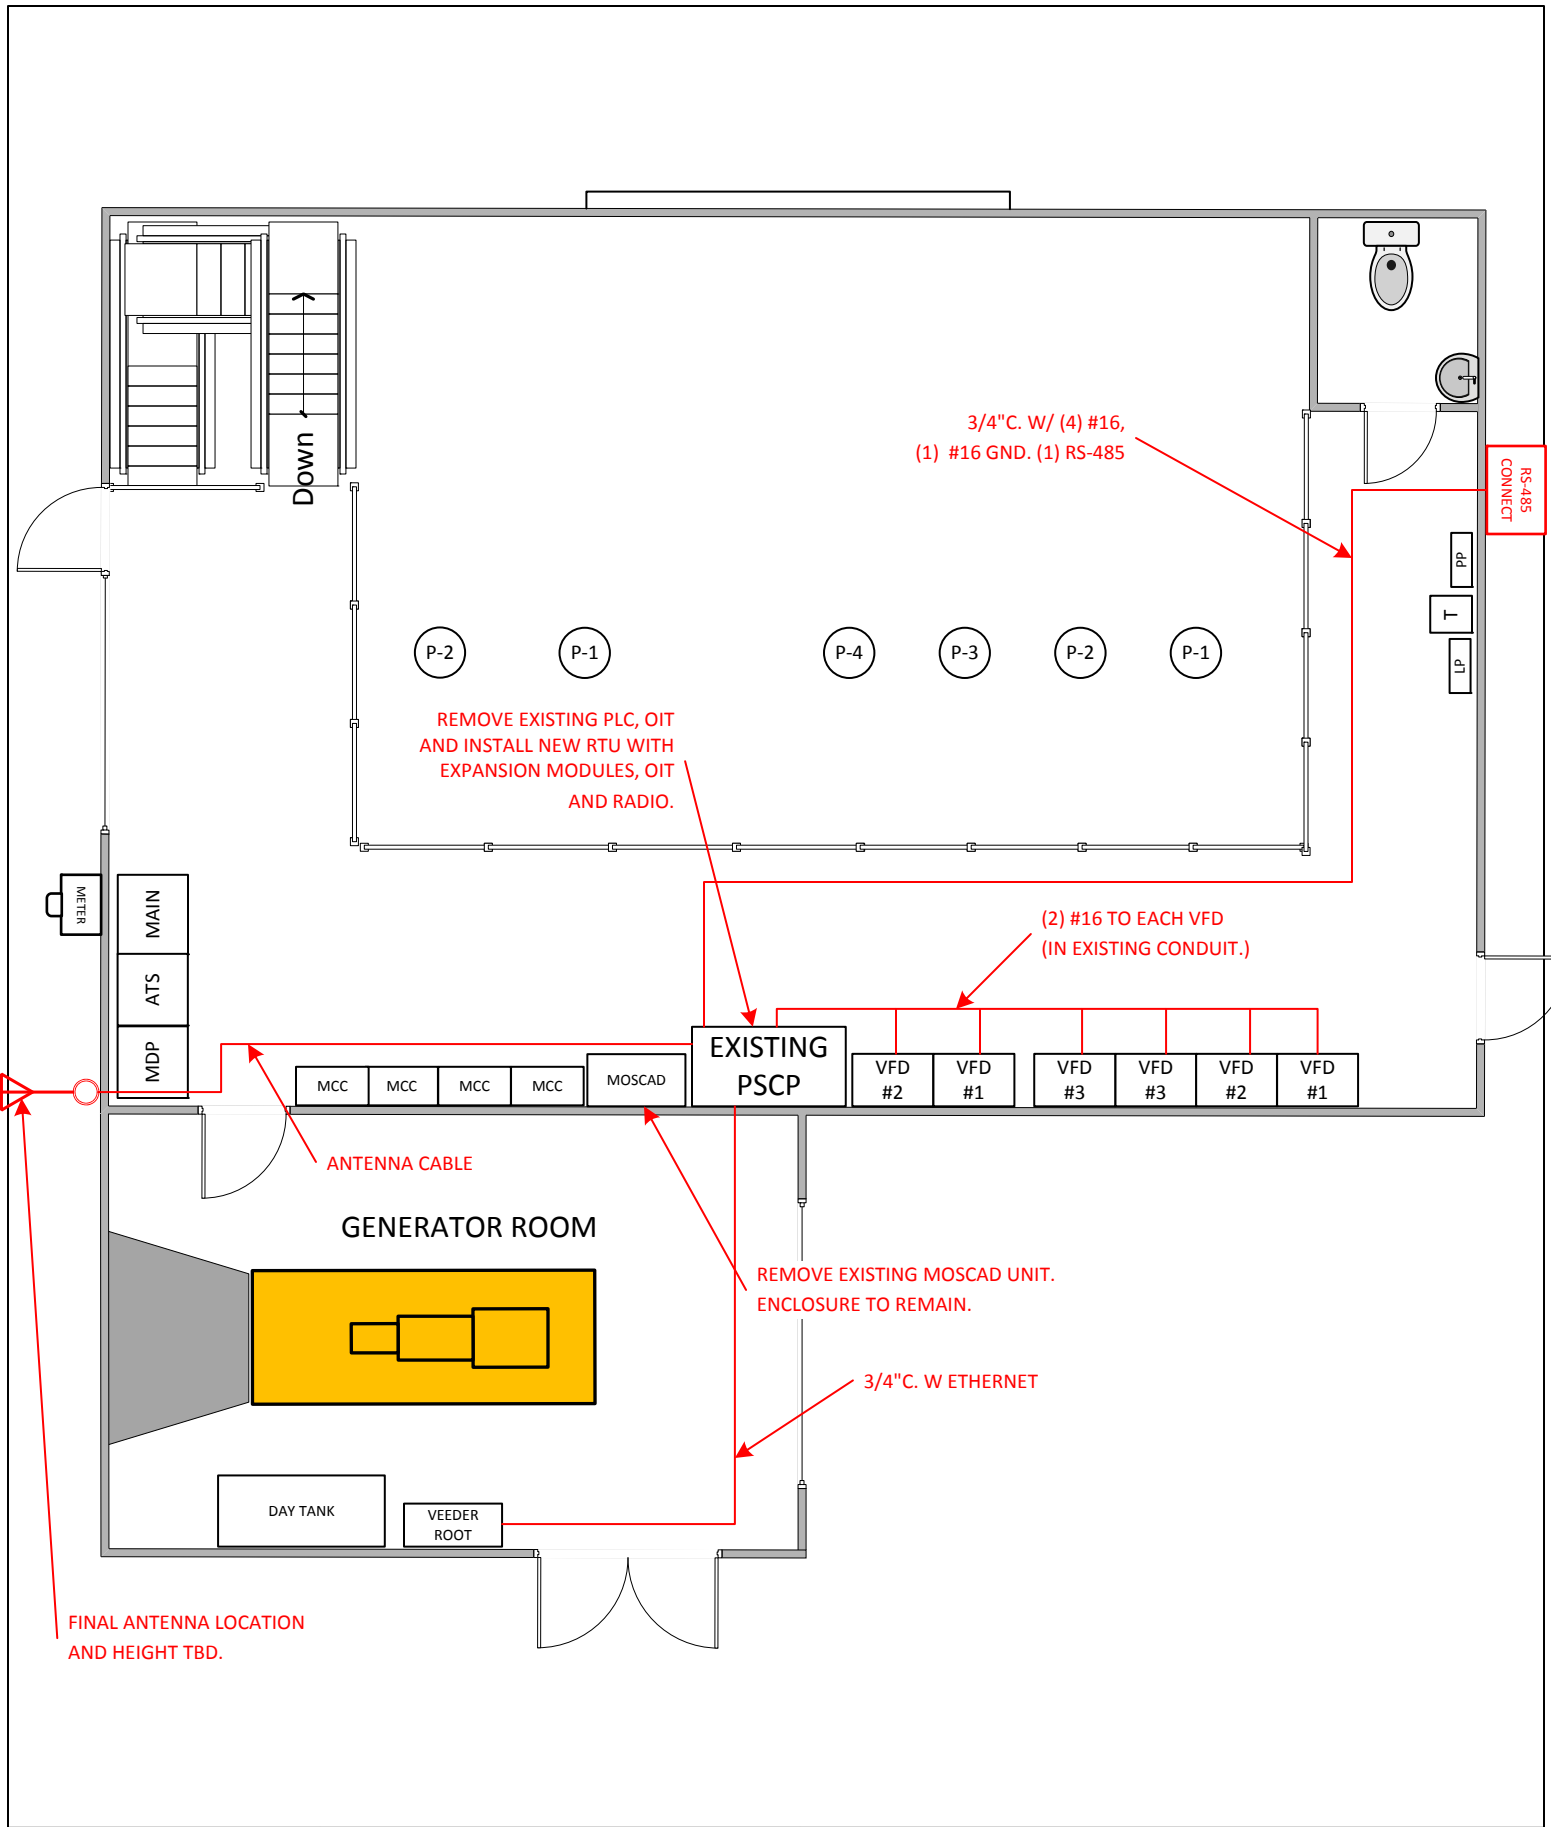 Down
3/4"C. W/ (4) #16,
(1) #16 GND. (1) RS-485
RS-485
CONNECT
PP
T
LP
P-2
P-1
P-4
P-3
P-2
P-1
REMOVE EXISTING PLC, OIT
AND INSTALL NEW RTU WITH
EXPANSION MODULES, OIT
AND RADIO.
METER
MAIN
ATS
MDP
(2) #16 TO EACH VFD
(IN EXISTING CONDUIT.)
MCC
MCC
MCC
MCC
MOSCAD
EXISTING
PSCP
VFD
#2
VFD
#1
VFD
#3
VFD
#3
VFD
#2
VFD
#1
ANTENNA CABLE
GENERATOR ROOM
REMOVE EXISTING MOSCAD UNIT.
ENCLOSURE TO REMAIN.
3/4"C. W ETHERNET
DAY TANK
VEEDER
ROOT
FINAL ANTENNA LOCATION
AND HEIGHT TBD.